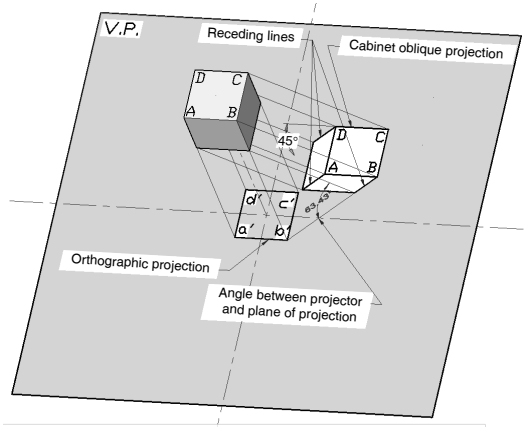 V.P.
Receding lines
Cabinet oblique projection
D
C
A
B
45°
D
C
A
B
63.43°
d'
c'
a'
b'
Orthographic projection
Angle between projector
and plane of projection